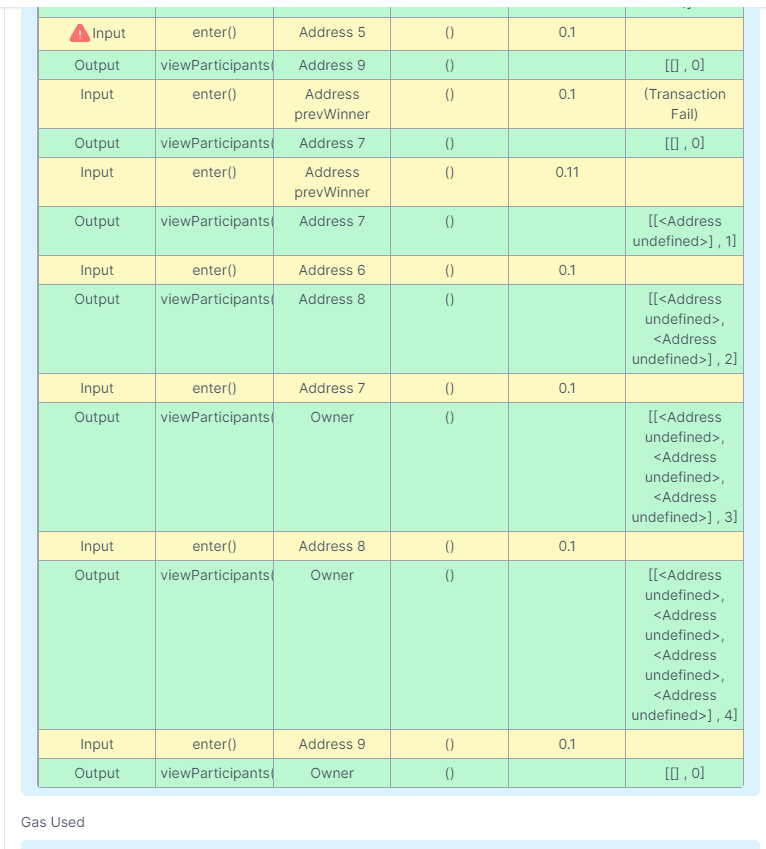 Input enter() Address 5 () 0.1
Output viewParticipants( Address 9 () [[] , 0]
Input enter() Address () 0.1 (Transaction
prevWinner Fail)
Output viewParticipants( Address 7 () [[] , 0]
Input enter() Address () 0.11
prevWinner
Output viewParticipants( Address 7 () [[<Address
undefined>] , 1]
Input enter() Address 6 () 0.1
Output viewParticipants( Address 8 () [[<Address
undefined>,
<Address
undefined>] , 2]
Input enter() Address 7 () 0.1
Output viewParticipants( Owner () [[<Address
undefined>,
<Address
undefined>,
<Address
undefined>] , 3]
Input enter() Address 8 () 0.1
Output viewParticipants( Owner () [[<Address
undefined>,
<Address
undefined>,
<Address
undefined>,
<Address
undefined>] , 4]
Input enter() Address 9 () 0.1
Output viewParticipants( Owner () [[] , 0]
Gas Used